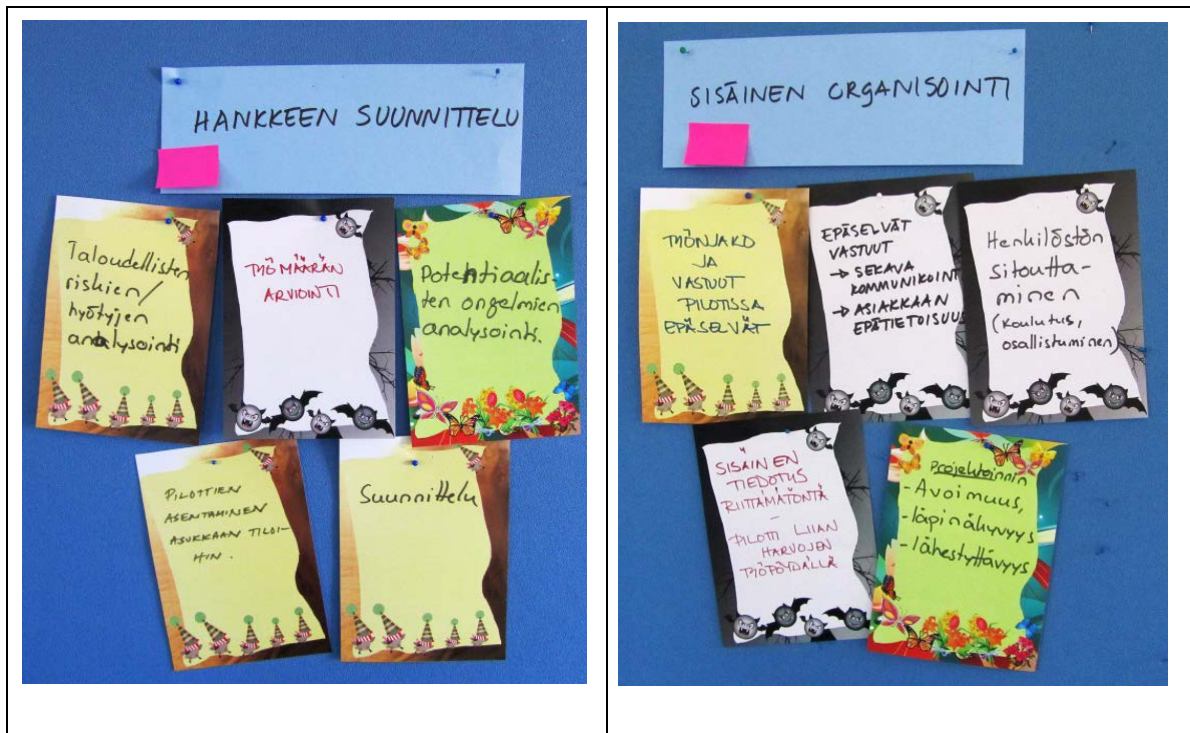 HANKKEEN SUUNNITTELU
Taloudellisten
riskien/
hyötyjen
analysointi
TYÖMÄÄRÄN
ARVIOINTI
Potentiaalis
ten ongelmien
analysointi.
PILOTTIEN
ASENTAMINEN
ASUKKAAN TILOI-
HIN.
Suunnittelu
SISÄINEN ORGANISOINTI
TYÖNJAKO
JA
VASTUUT
PILOTISSA
EPÄSELVÄT
EPÄSELVÄT
VASTUUT
→ SEKAVA
KOMMUNIKOINTI
→ ASIAKKAAN
EPÄTIETOISUUS
Henkilöstön
sitoutta-
minen
(koulutus,
osallistuminen)
SISÄINEN
TIEDOTUS
RIITTÄMÄTÖNTÄ
-
PILOTTI LIIAN
HARVOJEN
TYÖPÖYDÄLLÄ
Projektoinnin
- Avoimuus,
- läpinäkyvyys
- lähestyttävyys